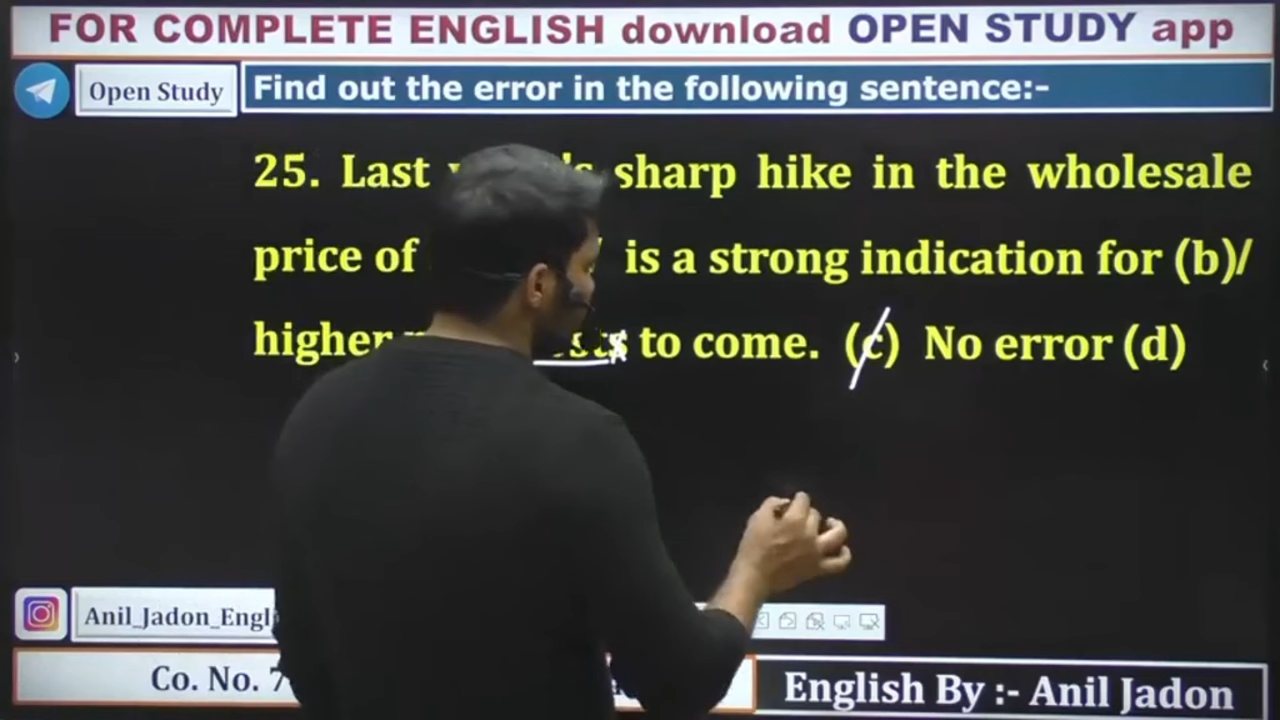 FOR COMPLETE ENGLISH download OPEN STUDY app
Open Study
Find out the error in the following sentence:-
25. Last sharp hike in the wholesale
price of is a strong indication for (b)/
higher to come. (c) No error (d)
Anil_Jadon_Engl
Co. No. 7
English By :- Anil Jadon